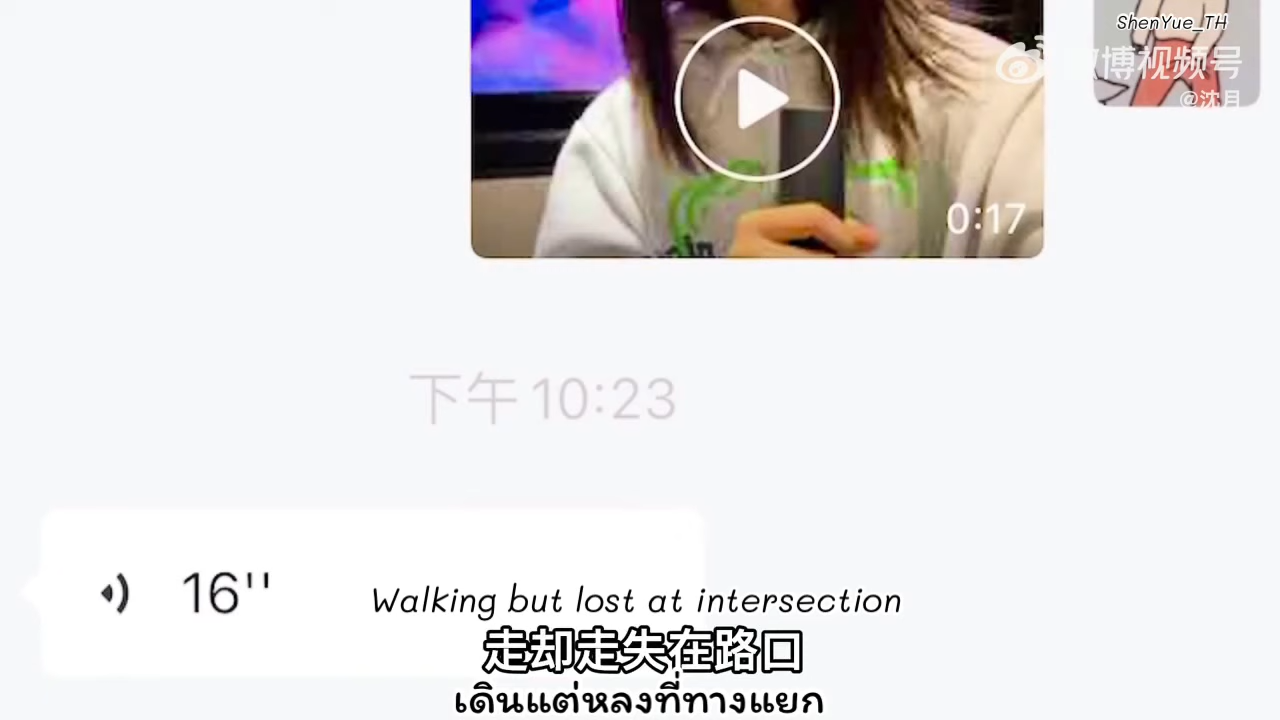 ShenYue_TH
博视频号
@沈月
0:17
下午 10:23
16''
Walking but lost at intersection
走却走失在路口
เดินแต่หลงที่ทางแยก